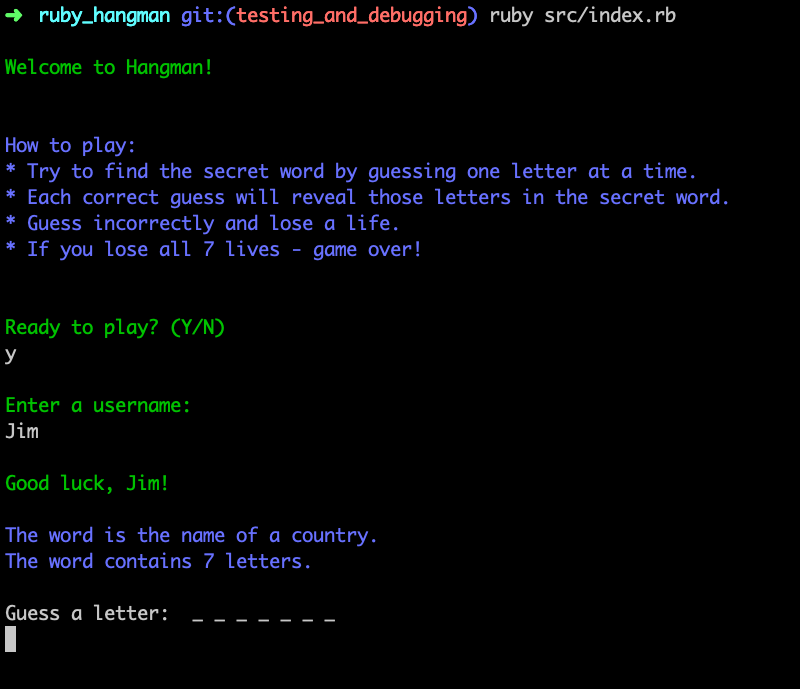 ➜  ruby_hangman git:(testing_and_debugging) ruby src/index.rb
Welcome to Hangman!
How to play:
* Try to find the secret word by guessing one letter at a time.
* Each correct guess will reveal those letters in the secret word.
* Guess incorrectly and lose a life.
* If you lose all 7 lives - game over!
Ready to play? (Y/N)
y
Enter a username:
Jim
Good luck, Jim!
The word is the name of a country.
The word contains 7 letters.
Guess a letter:  _ _ _ _ _ _ _